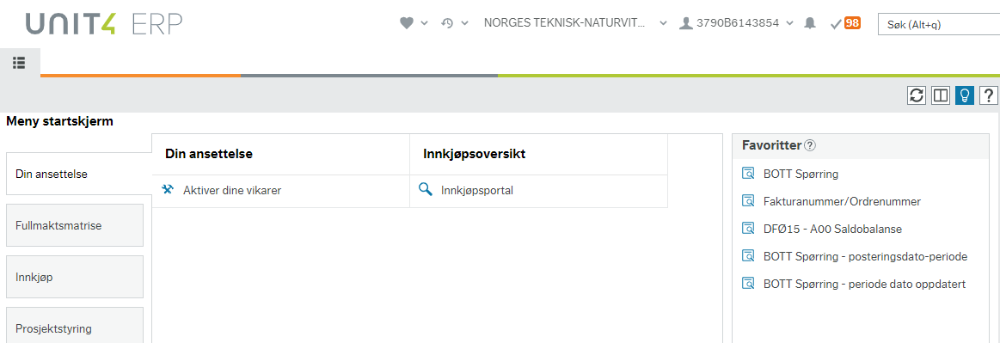 UNIT4 ERP
NORGES TEKNISK-NATURVIT...
3790B6143854
98
Søk (Alt+q)
?
Meny startskjerm
Din ansettelse
Fullmaktsmatrise
Innkjøp
Prosjektstyring
Din ansettelse
Aktiver dine vikarer
Innkjøpsoversikt
Innkjøpsportal
Favoritter ?
BOTT Spørring
Fakturanummer/Ordrenummer
DFØ15 - A00 Saldobalanse
BOTT Spørring - posteringsdato-periode
BOTT Spørring - periode dato oppdatert